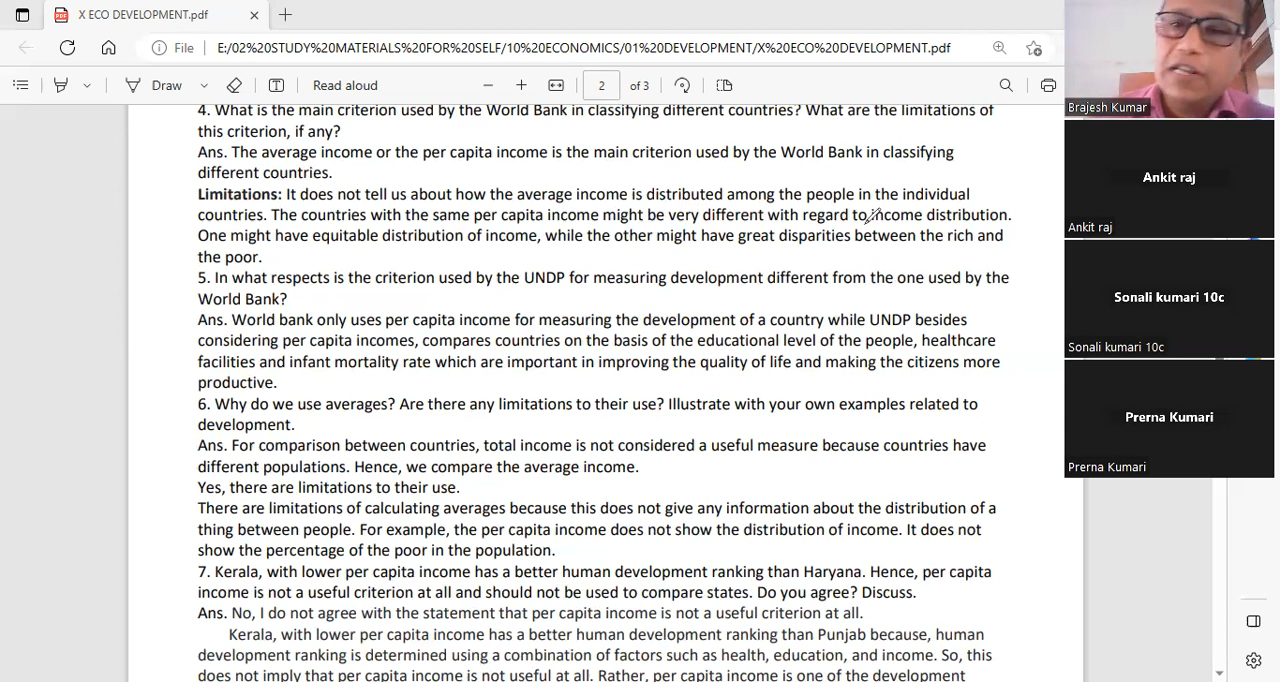 X ECO DEVELOPMENT.pdf
File E:/02%20STUDY%20MATERIALS%20FOR%20SELF/10%20ECONOMICS/01%20DEVELOPMENT/X%20ECO%20DEVELOPMENT.pdf
Draw Read aloud 2 of 3
4. What is the main criterion used by the World Bank in classifying different countries? What are the limitations of
this criterion, if any?
Ans. The average income or the per capita income is the main criterion used by the World Bank in classifying
different countries.
Limitations: It does not tell us about how the average income is distributed among the people in the individual
countries. The countries with the same per capita income might be very different with regard to income distribution.
One might have equitable distribution of income, while the other might have great disparities between the rich and
the poor.
5. In what respects is the criterion used by the UNDP for measuring development different from the one used by the
World Bank?
Ans. World bank only uses per capita income for measuring the development of a country while UNDP besides
considering per capita incomes, compares countries on the basis of the educational level of the people, healthcare
facilities and infant mortality rate which are important in improving the quality of life and making the citizens more
productive.
6. Why do we use averages? Are there any limitations to their use? Illustrate with your own examples related to
development.
Ans. For comparison between countries, total income is not considered a useful measure because countries have
different populations. Hence, we compare the average income.
Yes, there are limitations to their use.
There are limitations of calculating averages because this does not give any information about the distribution of a
thing between people. For example, the per capita income does not show the distribution of income. It does not
show the percentage of the poor in the population.
7. Kerala, with lower per capita income has a better human development ranking than Haryana. Hence, per capita
income is not a useful criterion at all and should not be used to compare states. Do you agree? Discuss.
Ans. No, I do not agree with the statement that per capita income is not a useful criterion at all.
Kerala, with lower per capita income has a better human development ranking than Punjab because, human
development ranking is determined using a combination of factors such as health, education, and income. So, this
does not imply that per capita income is not useful at all. Rather, per capita income is one of the development
Brajesh Kumar
Ankit raj
Ankit raj
Sonali kumari 10c
Sonali kumari 10c
Prerna Kumari
Prerna Kumari